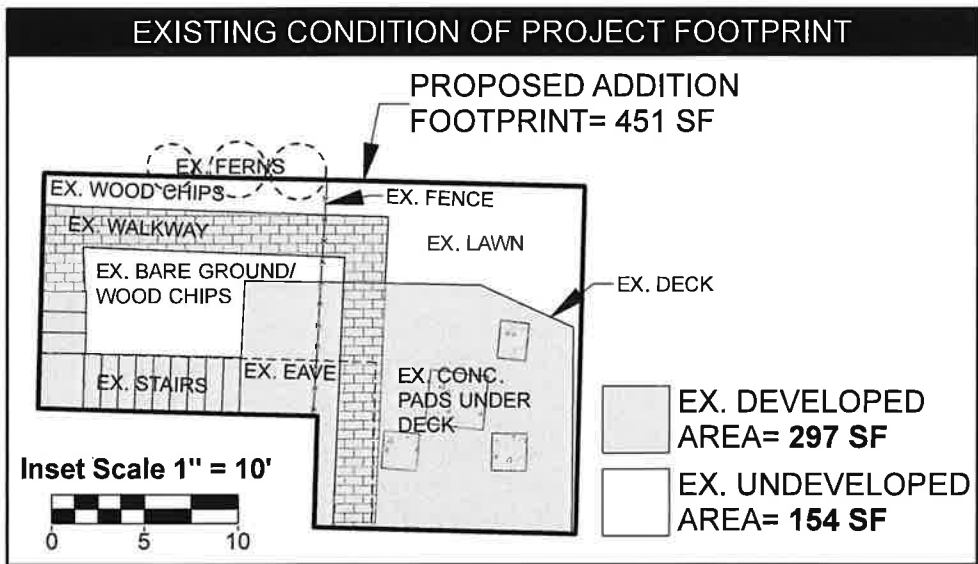 EXISTING CONDITION OF PROJECT FOOTPRINT
PROPOSED ADDITION
FOOTPRINT= 451 SF
EX. FERNS
EX. WOOD CHIPS
EX. FENCE
EX. WALKWAY
EX. LAWN
EX. BARE GROUND/
WOOD CHIPS
EX. DECK
EX. STAIRS
EX. EAVE
EX. CONC.
PADS UNDER
DECK
EX. DEVELOPED
AREA= 297 SF
EX. UNDEVELOPED
AREA= 154 SF
Inset Scale 1" = 10'
0 5 10